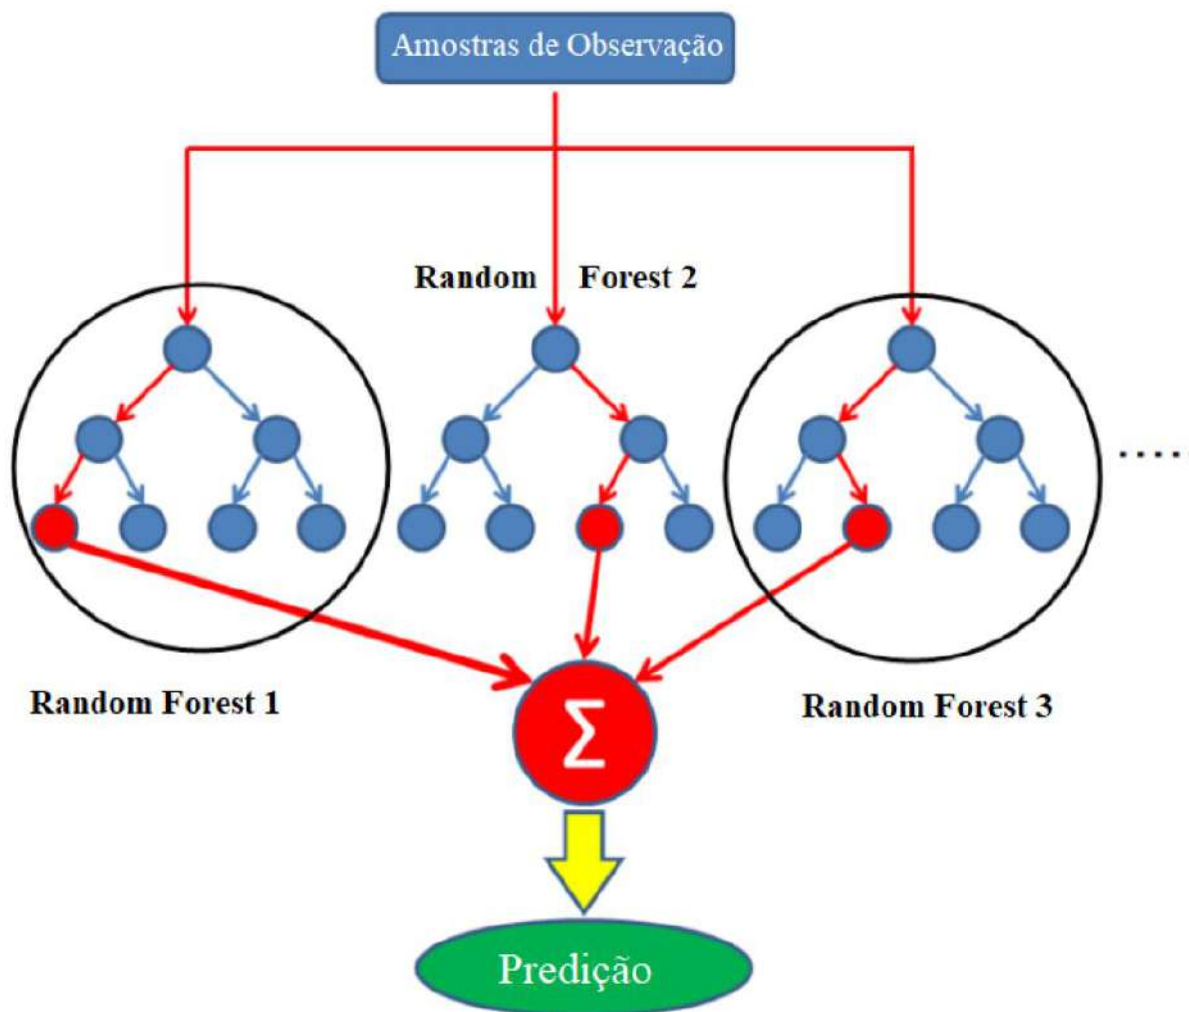 Amostras de Observação
Random Forest 2
Random Forest 1
Random Forest 3
.....
Σ
Predição